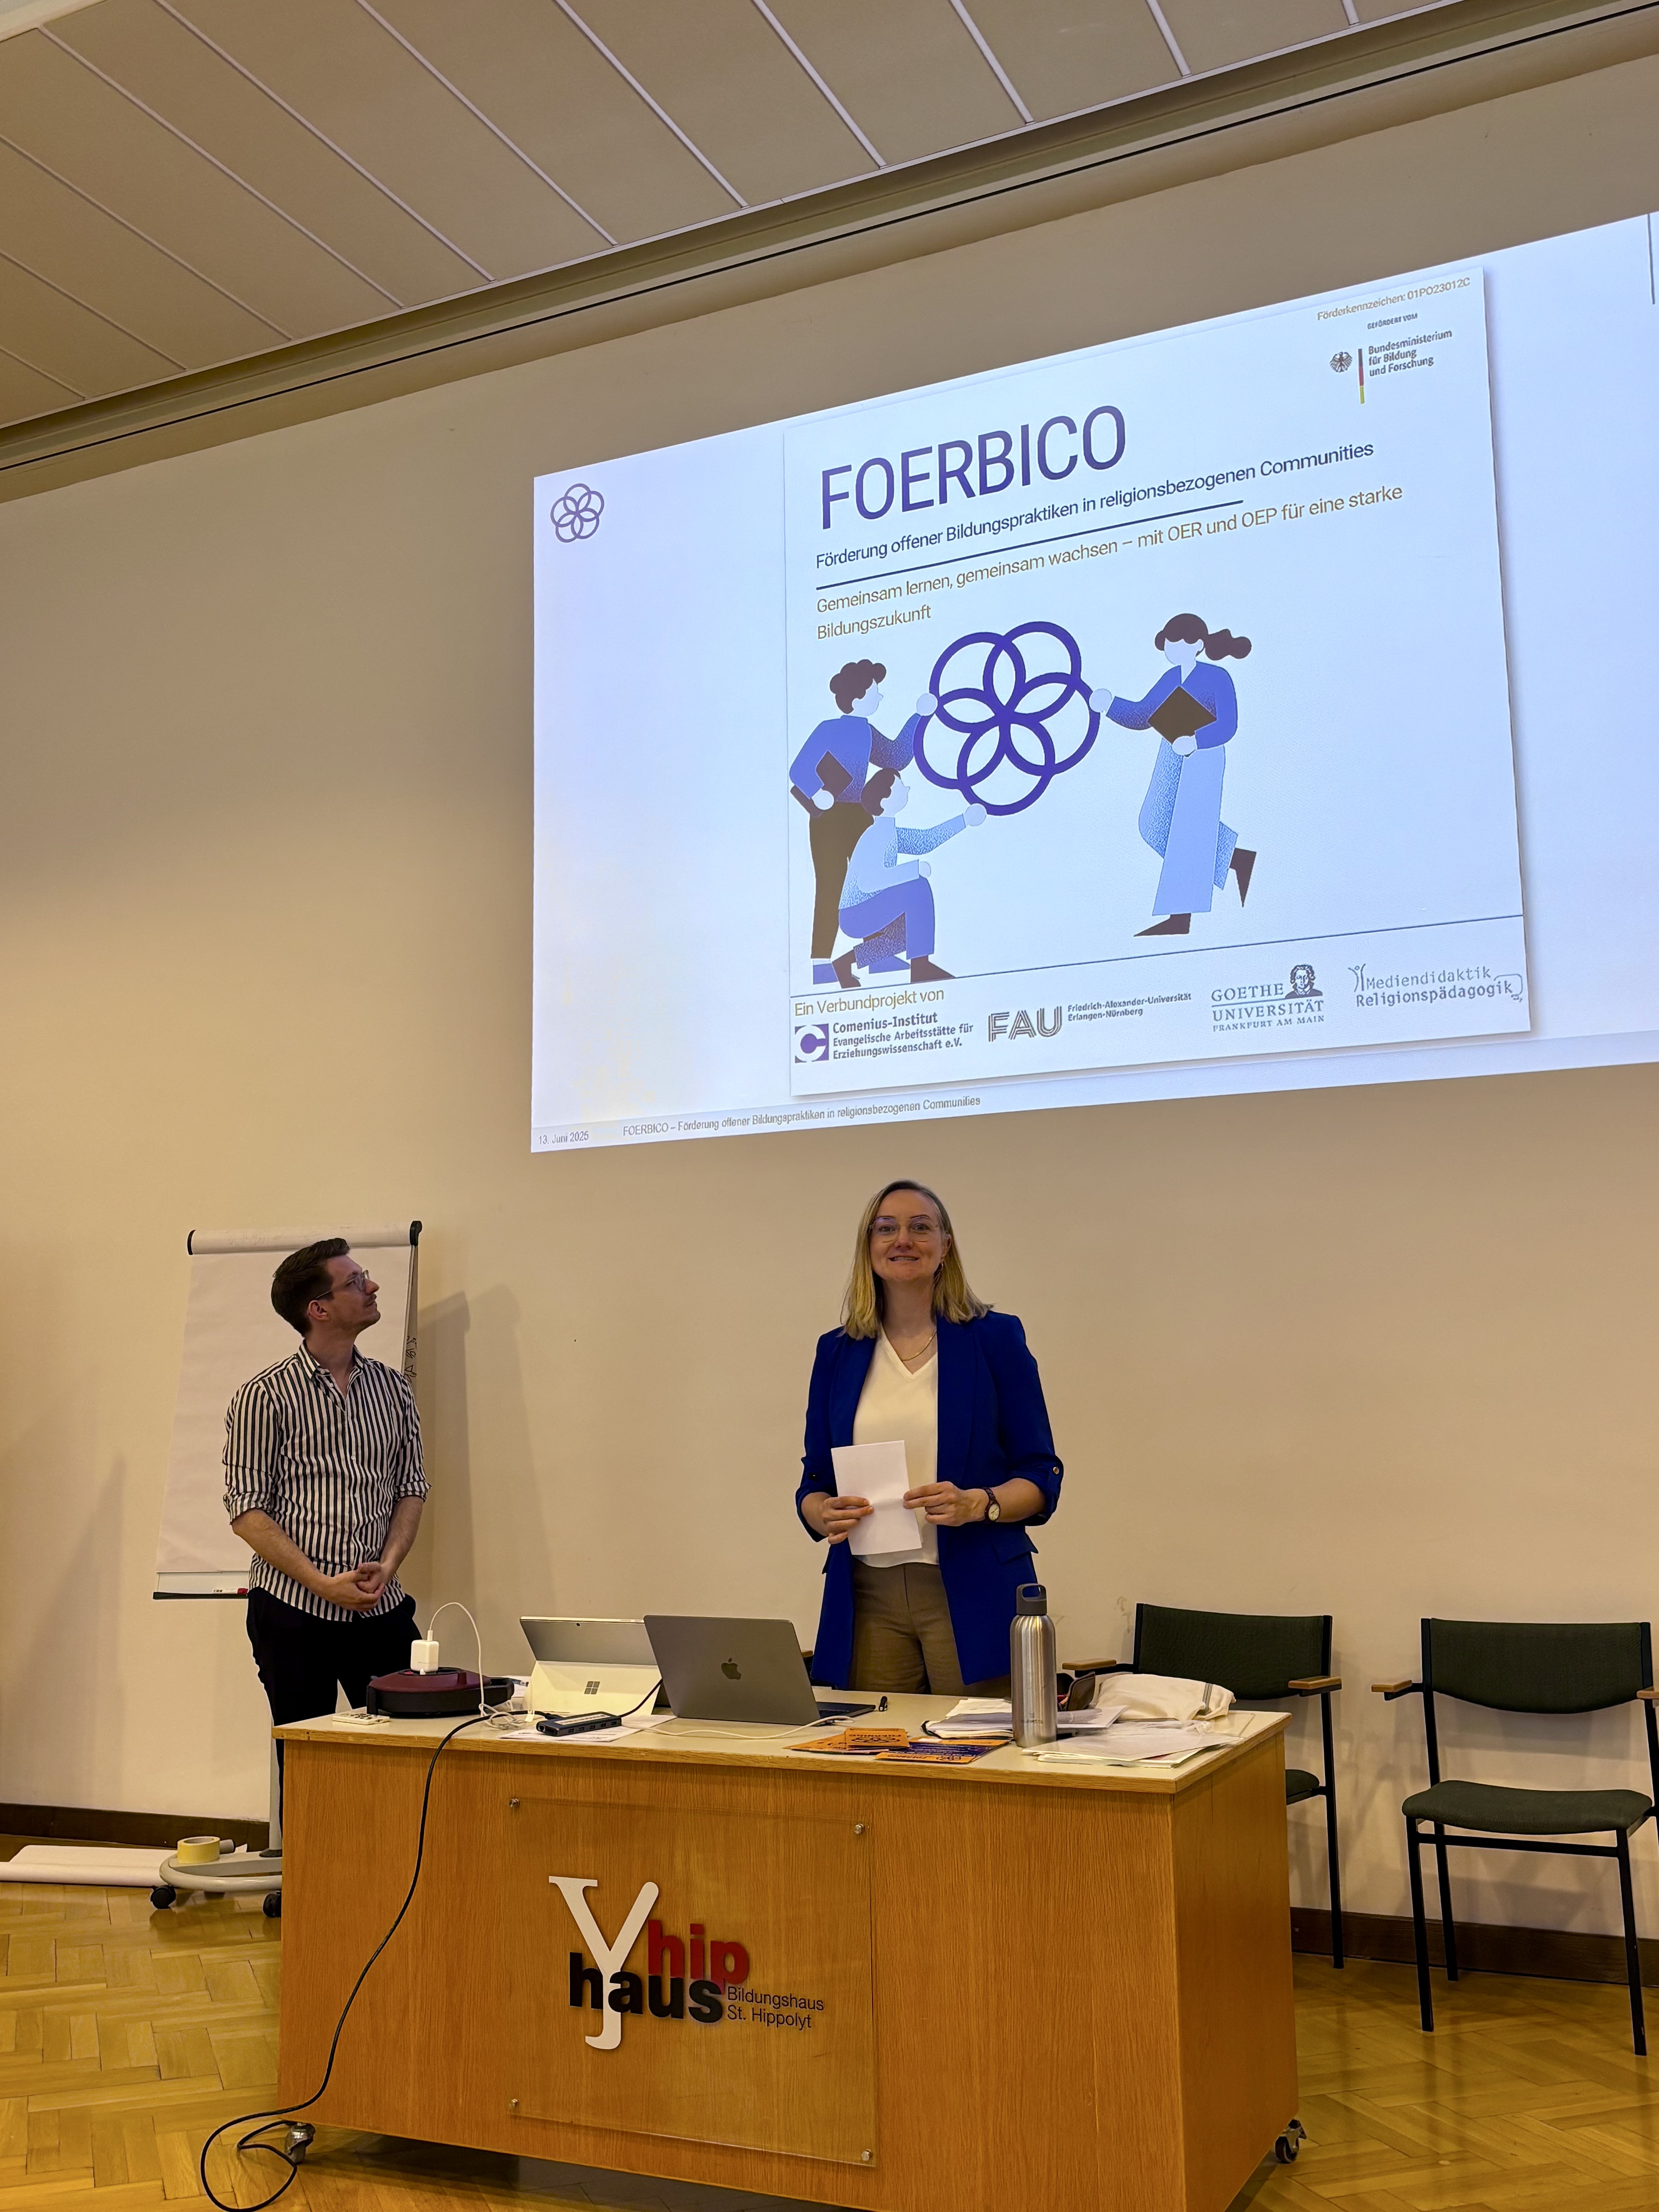 Förderkennzeichen: 01PO23012C
GEFÖRDERT VOM
Bundesministerium
für Bildung
und Forschung
FOERBICO
Förderung offener Bildungspraktiken in religionsbezogenen Communities
Gemeinsam lernen, gemeinsam wachsen – mit OER und OEP für eine starke
Bildungszukunft
Ein Verbundprojekt von
Comenius-Institut
Evangelische Arbeitsstätte für
Erziehungswissenschaft e.V.
FAU
Friedrich-Alexander-Universität
Erlangen-Nürnberg
GOETHE
UNIVERSITÄT
FRANKFURT AM MAIN
Mediendidaktik
Religionspädagogik
13. Juni 2025
FOERBICO – Förderung offener Bildungspraktiken in religionsbezogenen Communities
hip
haus
Bildungshaus
St. Hippolyt